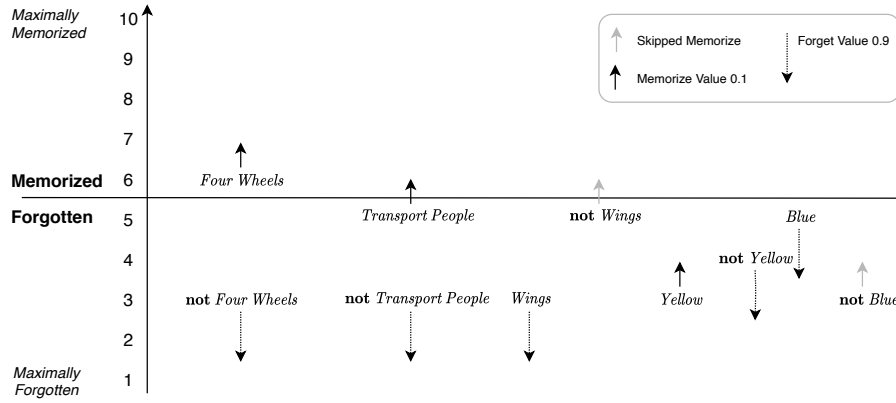 Maximally
Memorized
10
9
8
7
6
Memorized
Forgotten
5
4
3
2
1
Maximally
Forgotten
Skipped Memorize
Forget Value 0.9
Memorize Value 0.1
Four Wheels
Transport People
not Wings
Blue
not Yellow
not Four Wheels
not Transport People
Wings
Yellow
not Blue